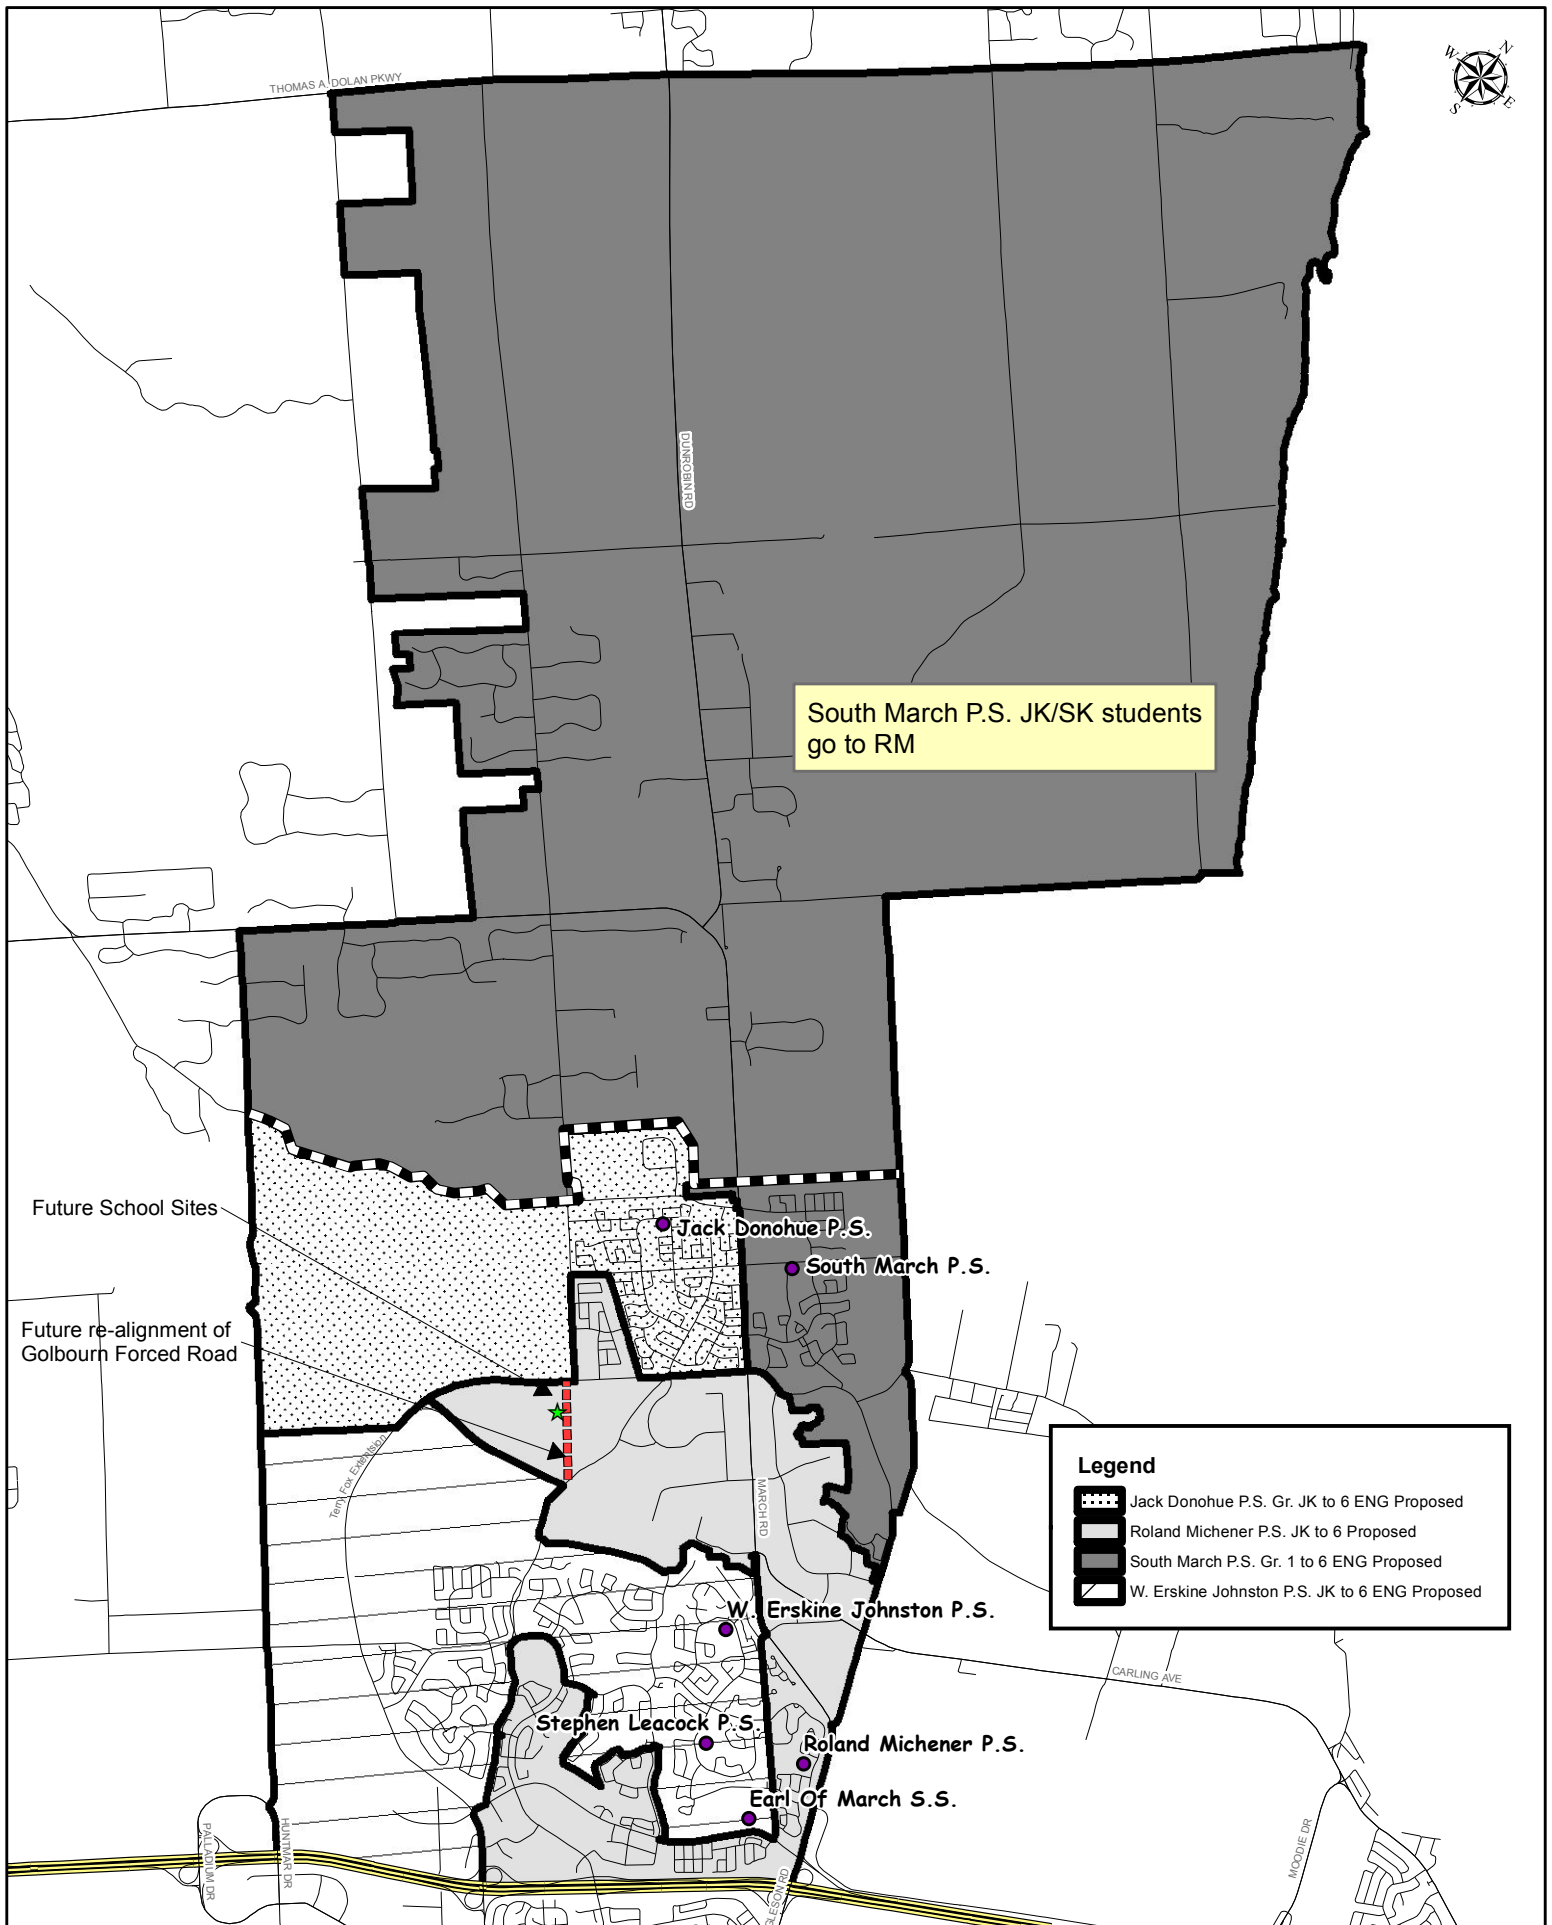 THOMAS A. DOLAN PKWY
W
N
S
E
DUNROBIN RD
South March P.S. JK/SK students
go to RM
Future School Sites
Jack Donohue P.S.
South March P.S.
Future re-alignment of
Golbourn Forced Road
Terry Fox Extentsion
MARCH RD
Legend
Jack Donohue P.S. Gr. JK to 6 ENG Proposed
Roland Michener P.S. JK to 6 Proposed
South March P.S. Gr. 1 to 6 ENG Proposed
W. Erskine Johnston P.S. JK to 6 ENG Proposed
W. Erskine Johnston P.S.
CARLING AVE
Stephen Leacock P.S.
Roland Michener P.S.
Earl Of March S.S.
PALLADIUM DR
HUNTMAR DR
MOODIE DR
GLESON RD